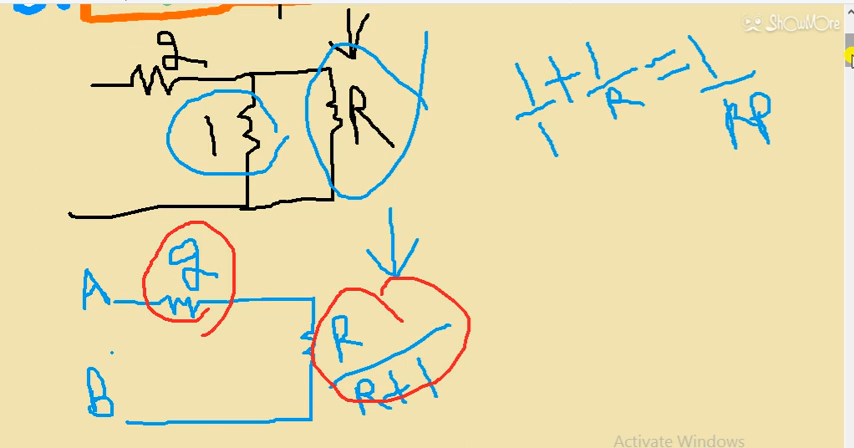 ShowMore
2
1 R
1/1 + 1/R = 1/RP
A 2
R/R+1
B
Activate Windows